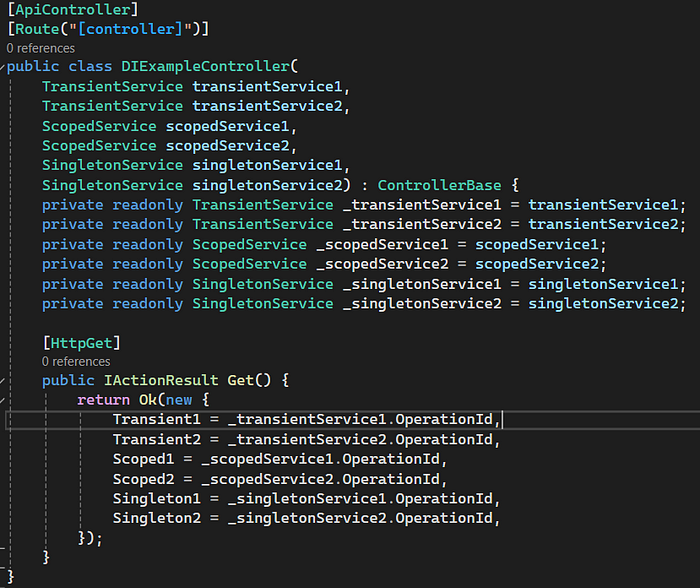 [ApiController]
[Route("[controller]")]
0 references
public class DIExampleController(
TransientService transientService1,
TransientService transientService2,
ScopedService scopedService1,
ScopedService scopedService2,
SingletonService singletonService1,
SingletonService singletonService2) : ControllerBase {
private readonly TransientService _transientService1 = transientService1;
private readonly TransientService _transientService2 = transientService2;
private readonly ScopedService _scopedService1 = scopedService1;
private readonly ScopedService _scopedService2 = scopedService2;
private readonly SingletonService _singletonService1 = singletonService1;
private readonly SingletonService _singletonService2 = singletonService2;
[HttpGet]
0 references
public IActionResult Get() {
return Ok(new {
Transient1 = _transientService1.OperationId,
Transient2 = _transientService2.OperationId,
Scoped1 = _scopedService1.OperationId,
Scoped2 = _scopedService2.OperationId,
Singleton1 = _singletonService1.OperationId,
Singleton2 = _singletonService2.OperationId,
});
}
}